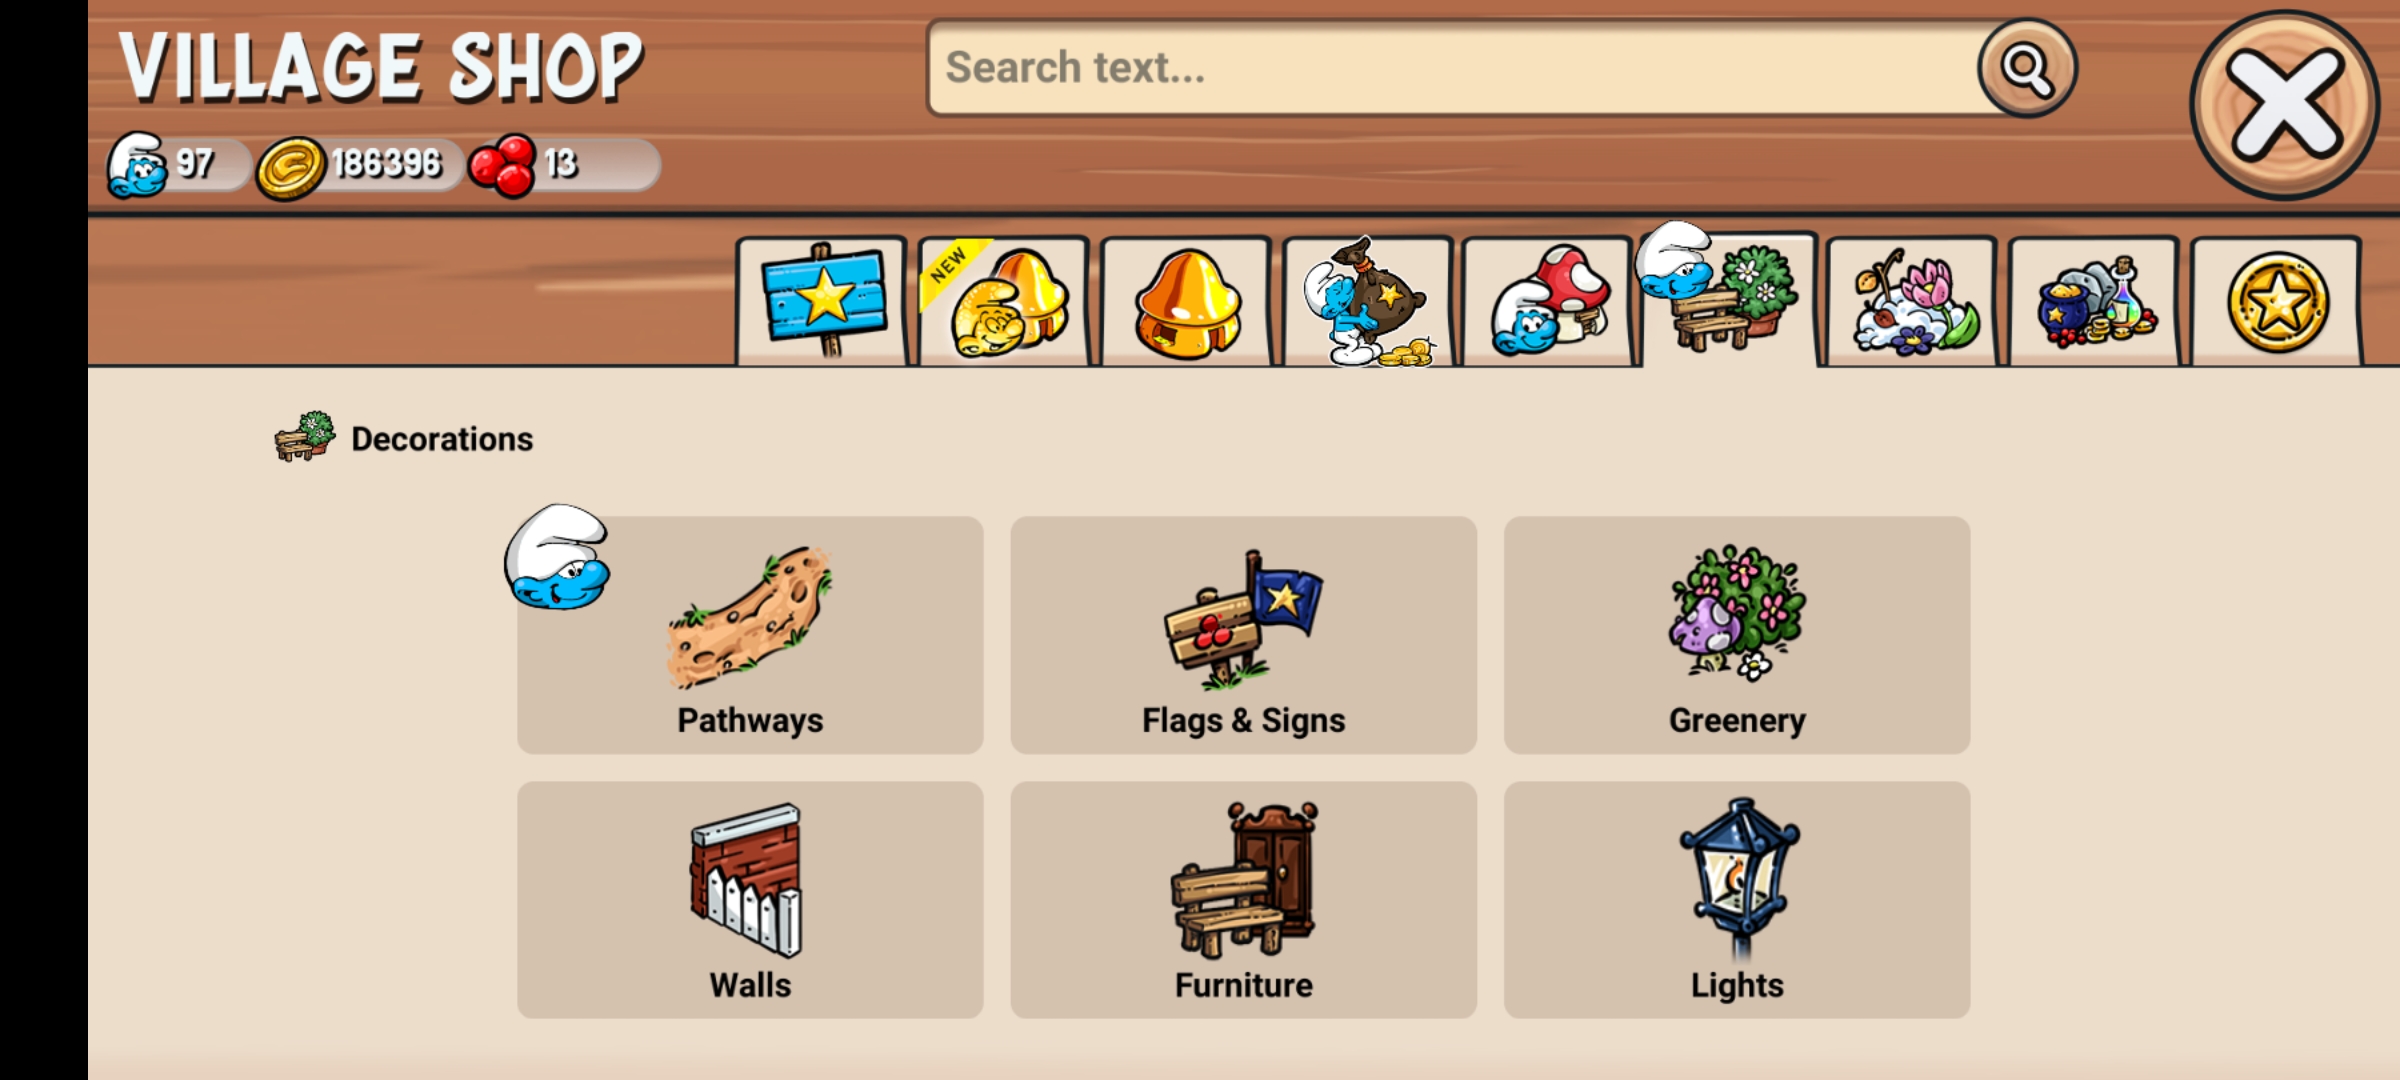 VILLAGE SHOP
Search text...
97
186396
13
NEW
Decorations
Pathways
Flags & Signs
Greenery
Walls
Furniture
Lights